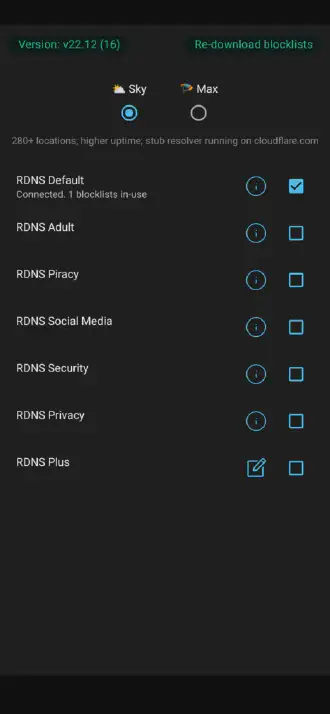 Version: v22.12 (16)
Re-download blocklists
Sky
Max
280+ locations; higher uptime; stub resolver running on cloudflare.com
RDNS Default
Connected. 1 blocklists in-use
RDNS Adult
RDNS Piracy
RDNS Social Media
RDNS Security
RDNS Privacy
RDNS Plus